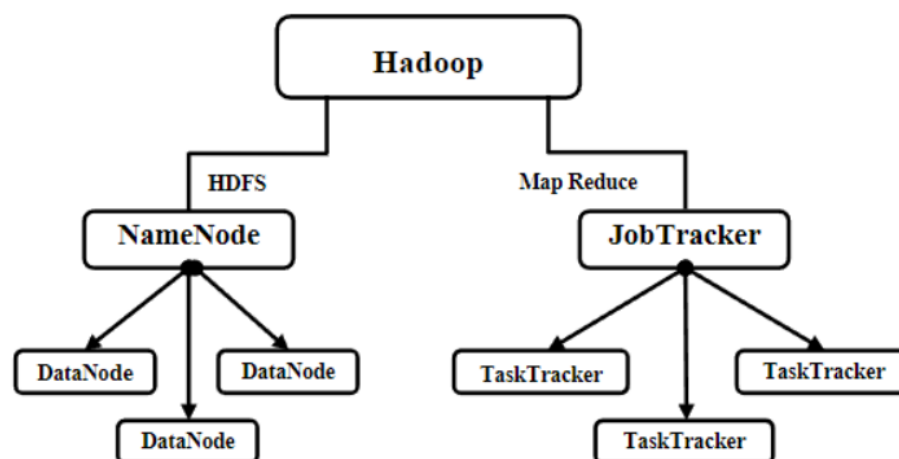 Hadoop
HDFS
Map Reduce
NameNode
JobTracker
DataNode
DataNode
TaskTracker
TaskTracker
DataNode
TaskTracker